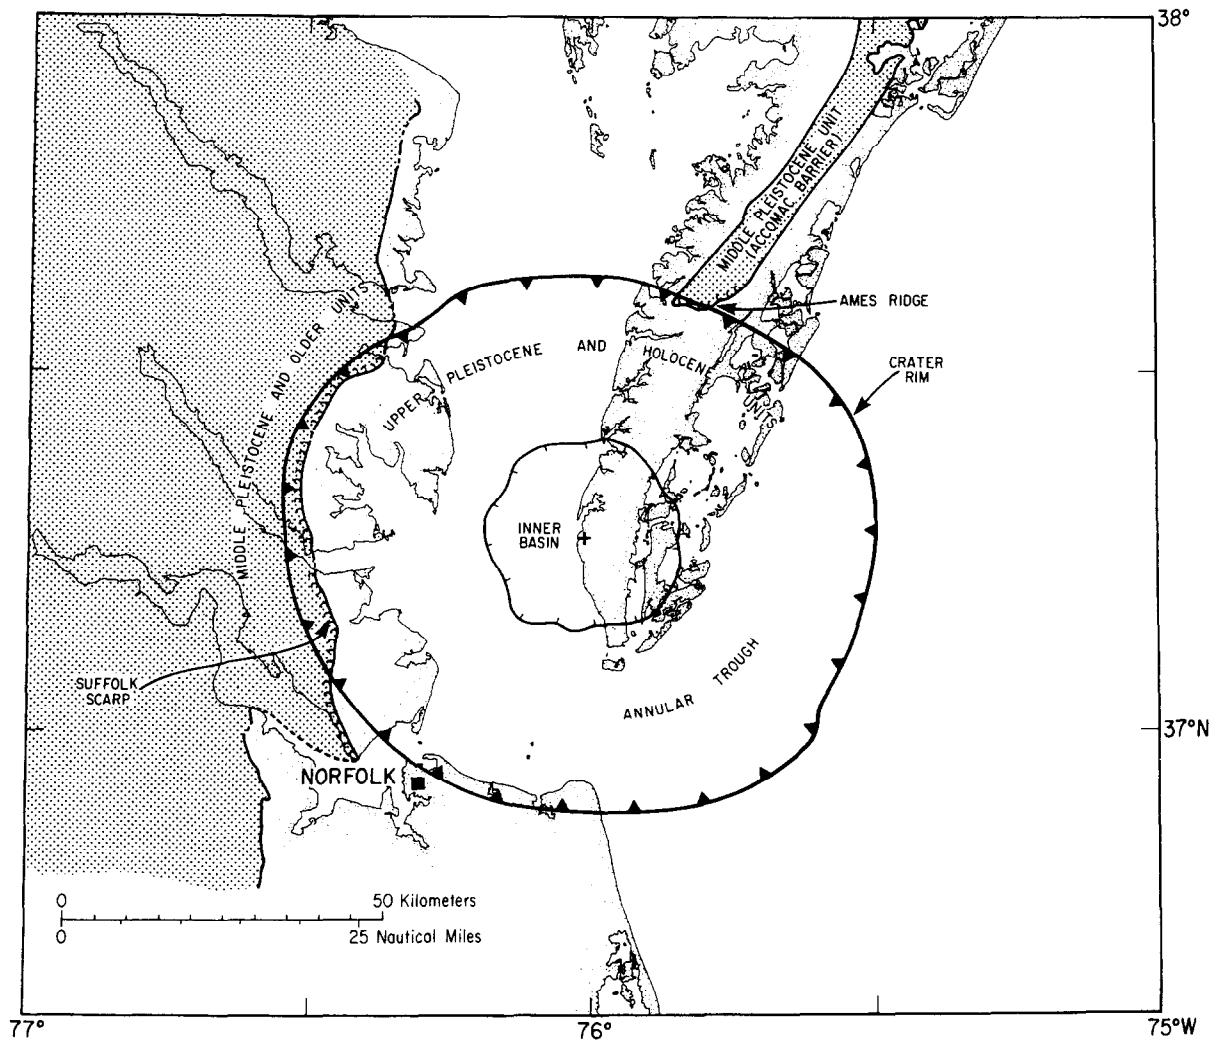 38°
MIDDLE PLEISTOCENE UNIT
(ACCOMAC BARRIER)
AMES RIDGE
CRATER
RIM
MIDDLE PLEISTOCENE AND OLDER UNITS
UPPER PLEISTOCENE AND HOLOCENE UNITS
INNER
BASIN
ANNULAR TROUGH
SUFFOLK
SCARP
37°N
NORFOLK
0 50 Kilometers
0 25 Nautical Miles
77° 76° 75°W